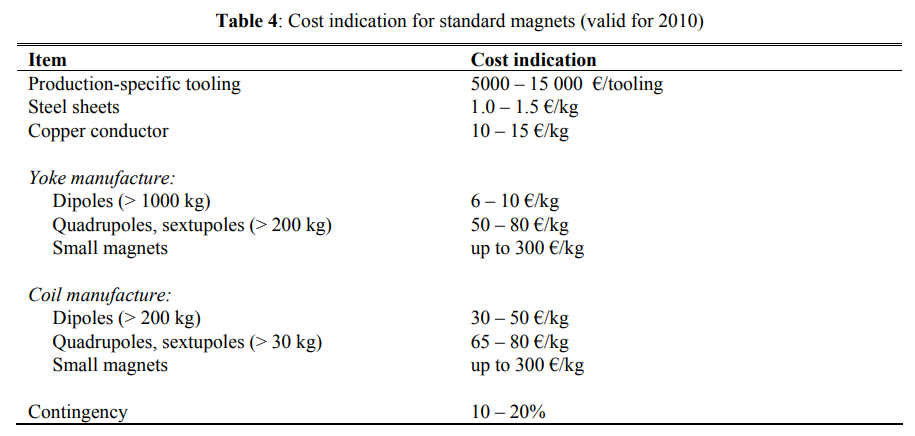 Table 4: Cost indication for standard magnets (valid for 2010)
Item Cost indication
Production-specific tooling 5000 – 15 000 €/tooling
Steel sheets 1.0 – 1.5 €/kg
Copper conductor 10 – 15 €/kg
Yoke manufacture:
Dipoles (> 1000 kg) 6 – 10 €/kg
Quadrupoles, sextupoles (> 200 kg) 50 – 80 €/kg
Small magnets up to 300 €/kg
Coil manufacture:
Dipoles (> 200 kg) 30 – 50 €/kg
Quadrupoles, sextupoles (> 30 kg) 65 – 80 €/kg
Small magnets up to 300 €/kg
Contingency 10 – 20%